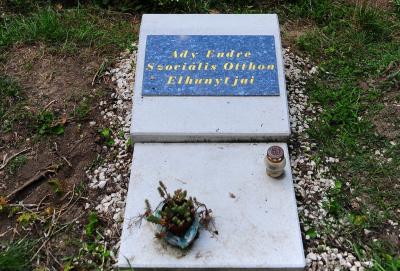 Ady Endre
Szociális Otthon
Elhunytjai